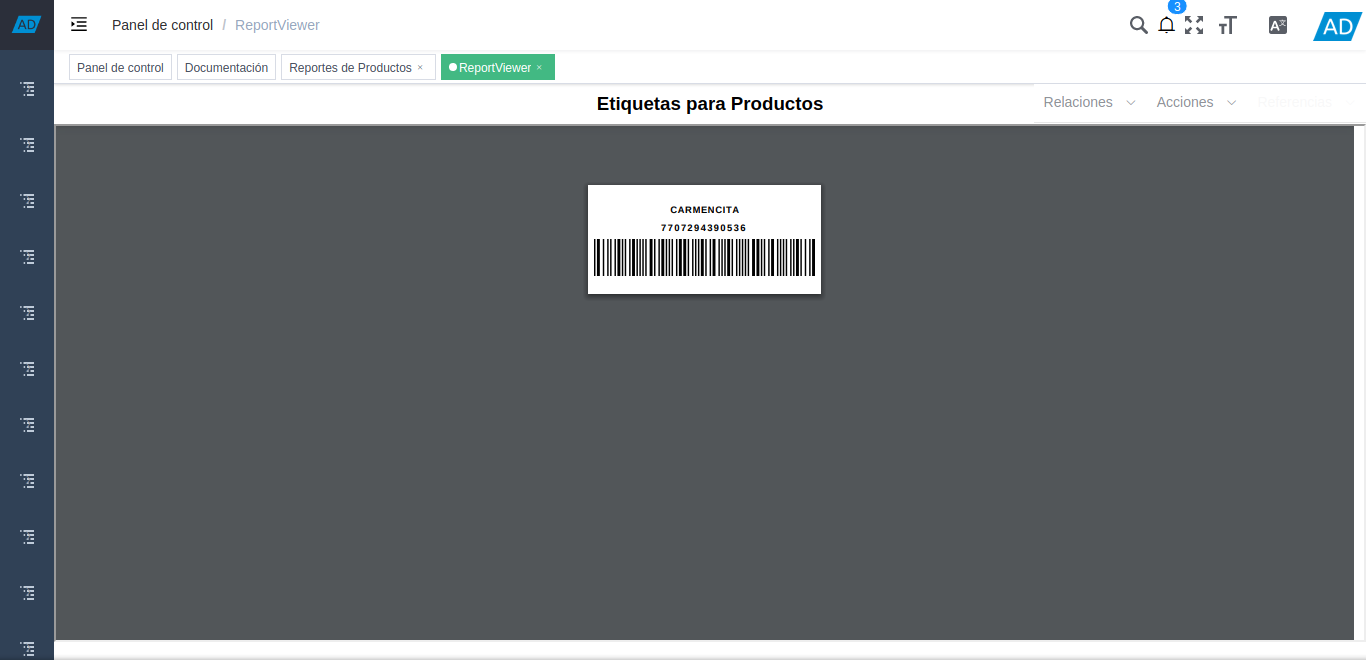 AD
Panel de control / ReportViewer
3
AD
Panel de control
Documentación
Reportes de Productos ×
ReportViewer ×
Etiquetas para Productos
Relaciones
Acciones
Referencias
CARMENCITA
7707294390536